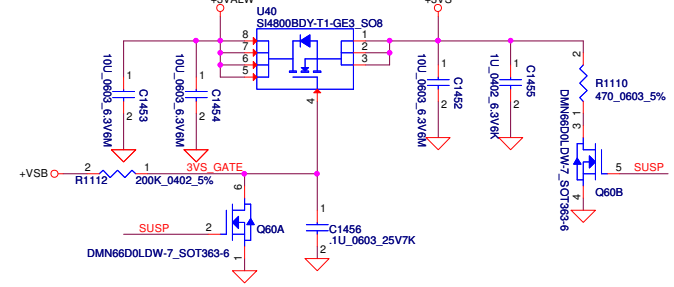 +3VALW
+3VS
U40
SI4800BDY-T1-GE3_SO8
8
7
6
5
1
2
3
4
10U_0603_6.3V6M
1
2
C1453
10U_0603_6.3V6M
1
2
C1454
10U_0603_6.3V6M
1
2
C1452
1U_0402_6.3V6K
1
2
C1455
2
R1110
470_0603_5%
1
DMN66D0LDW-7_SOT363-6
3
5
SUSP
Q60B
4
+VSB
2
1
3VS_GATE
R1112
200K_0402_5%
6
SUSP
2
Q60A
1
DMN66D0LDW-7_SOT363-6
1
C1456
.1U_0603_25V7K
2